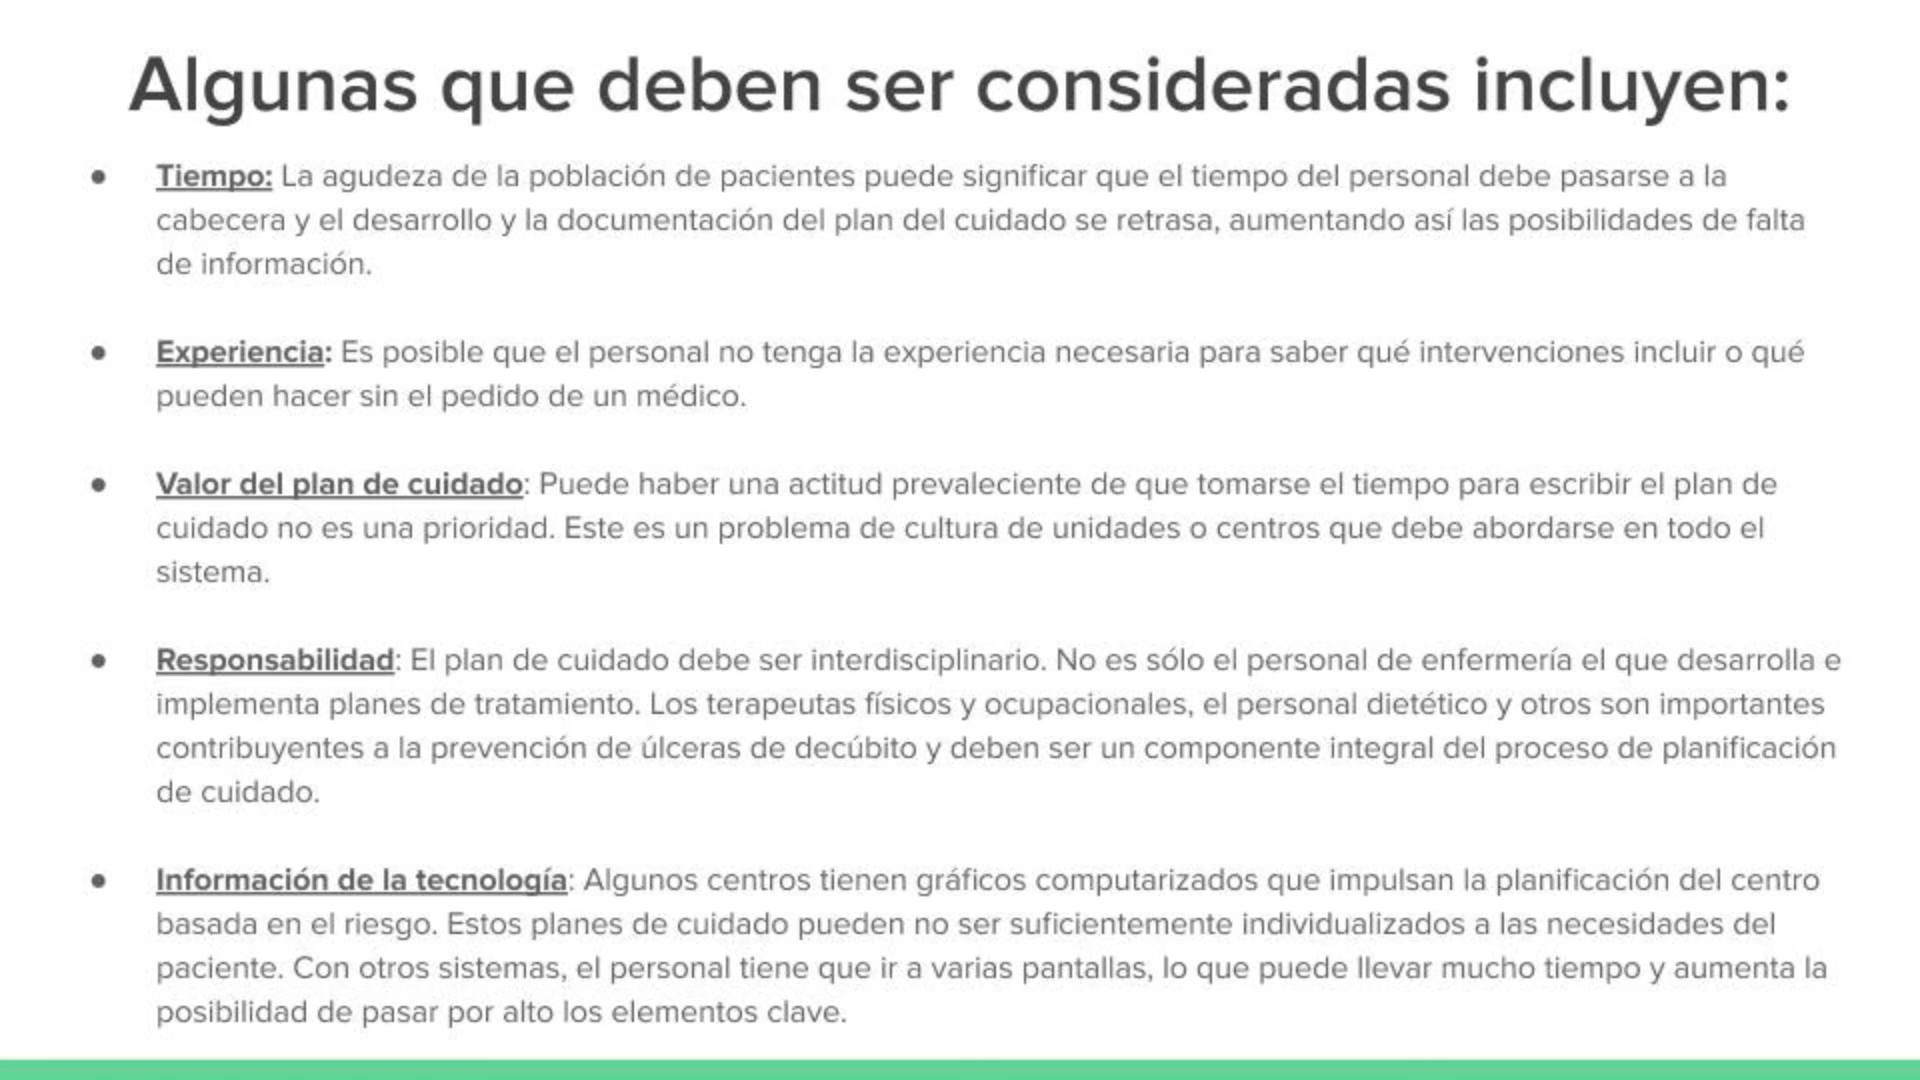 Algunas que deben ser consideradas incluyen:
● Tiempo: La agudeza de la población de pacientes puede significar que el tiempo del personal debe pasarse a la
cabecera y el desarrollo y la documentación del plan del cuidado se retrasa, aumentando así las posibilidades de falta
de información.
● Experiencia: Es posible que el personal no tenga la experiencia necesaria para saber qué intervenciones incluir o qué
pueden hacer sin el pedido de un médico.
● Valor del plan de cuidado: Puede haber una actitud prevaleciente de que tomarse el tiempo para escribir el plan de
cuidado no es una prioridad. Este es un problema de cultura de unidades o centros que debe abordarse en todo el
sistema.
● Responsabilidad: El plan de cuidado debe ser interdisciplinario. No es sólo el personal de enfermería el que desarrolla e
implementa planes de tratamiento. Los terapeutas físicos y ocupacionales, el personal dietético y otros son importantes
contribuyentes a la prevención de úlceras de decúbito y deben ser un componente integral del proceso de planificación
de cuidado.
● Información de la tecnología: Algunos centros tienen gráficos computarizados que impulsan la planificación del centro
basada en el riesgo. Estos planes de cuidado pueden no ser suficientemente individualizados a las necesidades del
paciente. Con otros sistemas, el personal tiene que ir a varias pantallas, lo que puede llevar mucho tiempo y aumenta la
posibilidad de pasar por alto los elementos clave.